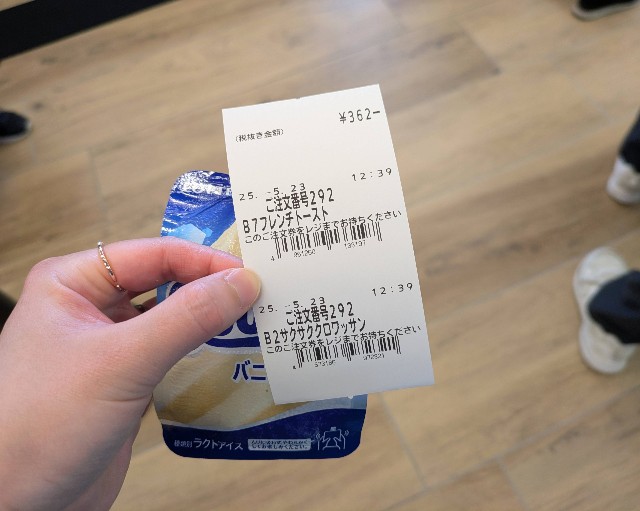 ¥362-
(税抜き金額)
25. -5. 23 12:39
ご注文番号292
B7フレンチトースト
このご注文券をレジまでお持ちください
25. -5. 23 12:39
ご注文番号292
B2サクサククロワッサン
このご注文券をレジまでお持ちください
バニ
種類別 ラクトアイス